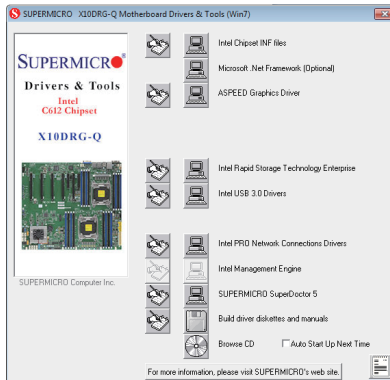 SUPERMICRO X10DRG-Q Motherboard Drivers & Tools (Win7)
SUPERMICR
Drivers & Tools
Intel
C612 Chipset
X10DRG-Q
SUPERMICRO Computer Inc.
Intel Chipset INF files
Microsoft .Net Framework (Optional)
ASPEED Graphics Driver
Intel Rapid Storage Technology Enterprise
Intel USB 3.0 Drivers
Intel PRO Network Connections Drivers
Intel Management Engine
SUPERMICRO SuperDoctor 5
Build driver diskettes and manuals
Browse CD
Auto Start Up Next Time
For more information, please visit SUPERMICRO's web site.